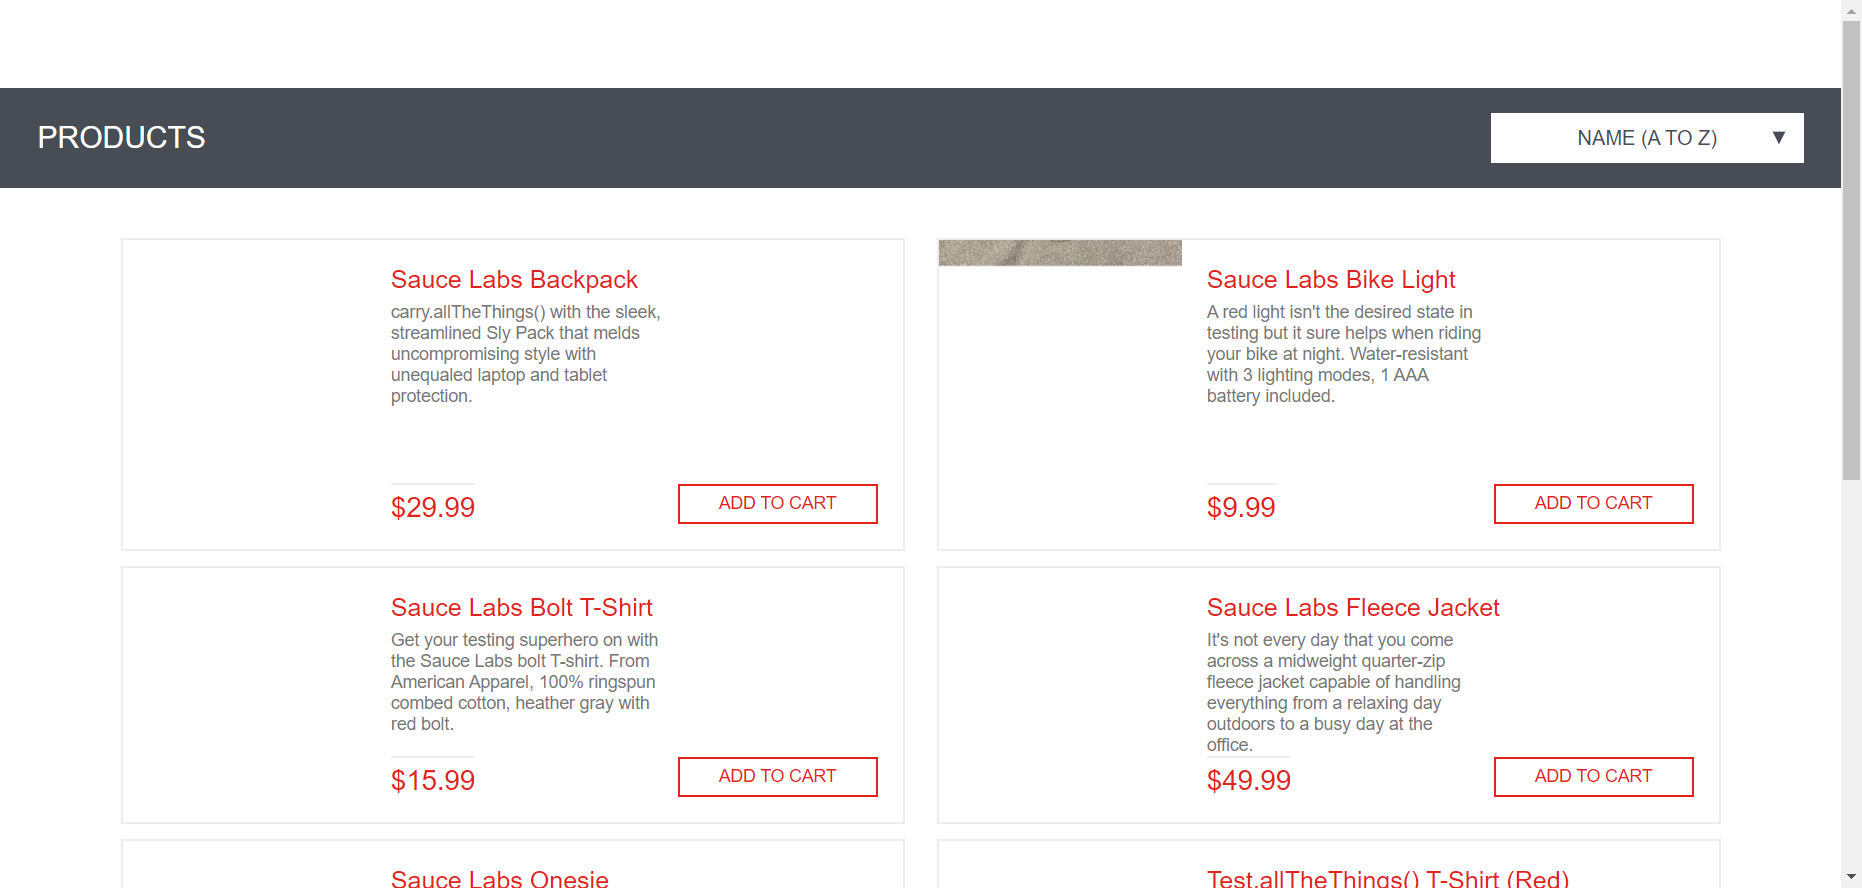 PRODUCTS
NAME (A TO Z) ▼
Sauce Labs Backpack
carry.allTheThings() with the sleek,
streamlined Sly Pack that melds
uncompromising style with
unequaled laptop and tablet
protection.
$29.99
ADD TO CART
Sauce Labs Bike Light
A red light isn't the desired state in
testing but it sure helps when riding
your bike at night. Water-resistant
with 3 lighting modes, 1 AAA
battery included.
$9.99
ADD TO CART
Sauce Labs Bolt T-Shirt
Get your testing superhero on with
the Sauce Labs bolt T-shirt. From
American Apparel, 100% ringspun
combed cotton, heather gray with
red bolt.
$15.99
ADD TO CART
Sauce Labs Fleece Jacket
It's not every day that you come
across a midweight quarter-zip
fleece jacket capable of handling
everything from a relaxing day
outdoors to a busy day at the
office.
$49.99
ADD TO CART
Sauce Labs Onesie
Test.allTheThings() T-Shirt (Red)